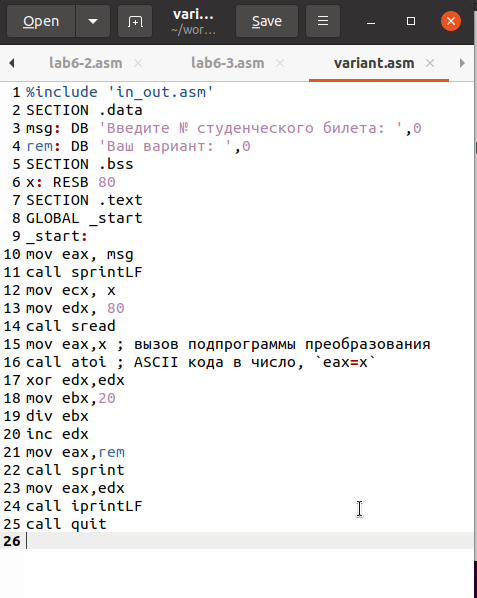 Open
vari...
~/wor...
Save
lab6-2.asm
lab6-3.asm
variant.asm
1 %include 'in_out.asm'
2 SECTION .data
3 msg: DB 'Введите № студенческого билета: ',0
4 rem: DB 'Ваш вариант: ',0
5 SECTION .bss
6 x: RESB 80
7 SECTION .text
8 GLOBAL _start
9 _start:
10 mov eax, msg
11 call sprintLF
12 mov ecx, x
13 mov edx, 80
14 call sread
15 mov eax,x ; вызов подпрограммы преобразования
16 call atoi ; ASCII кода в число, `eax=x`
17 xor edx,edx
18 mov ebx,20
19 div ebx
20 inc edx
21 mov eax,rem
22 call sprint
23 mov eax,edx
24 call iprintLF
25 call quit
26